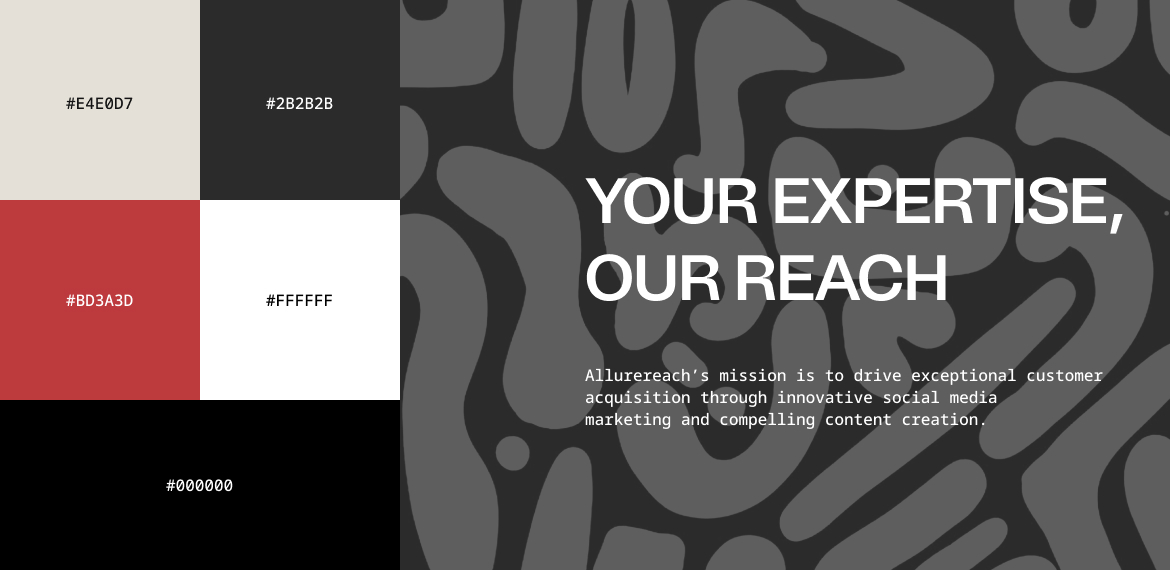 #E4E0D7
#2B2B2B
#BD3A3D
#FFFFFF
#000000
YOUR EXPERTISE,
OUR REACH
Allurereach’s mission is to drive exceptional customer
acquisition through innovative social media
marketing and compelling content creation.